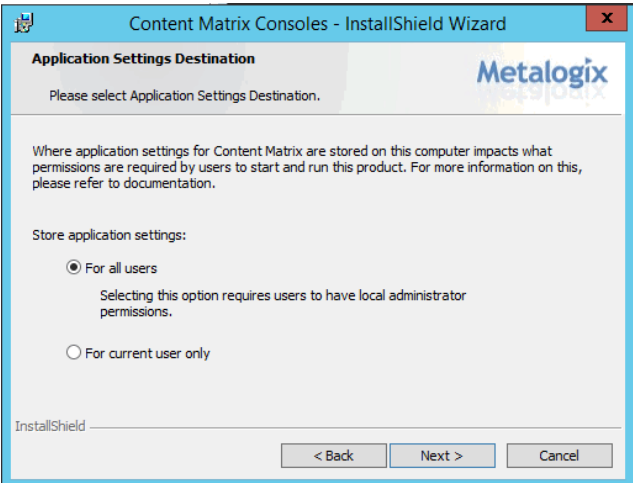 Content Matrix Consoles - InstallShield Wizard
x
Application Settings Destination
Metalogix
Please select Application Settings Destination.
Where application settings for Content Matrix are stored on this computer impacts what
permissions are required by users to start and run this product. For more information on this,
please refer to documentation.
Store application settings:
For all users
Selecting this option requires users to have local administrator
permissions.
For current user only
InstallShield
< Back
Next >
Cancel